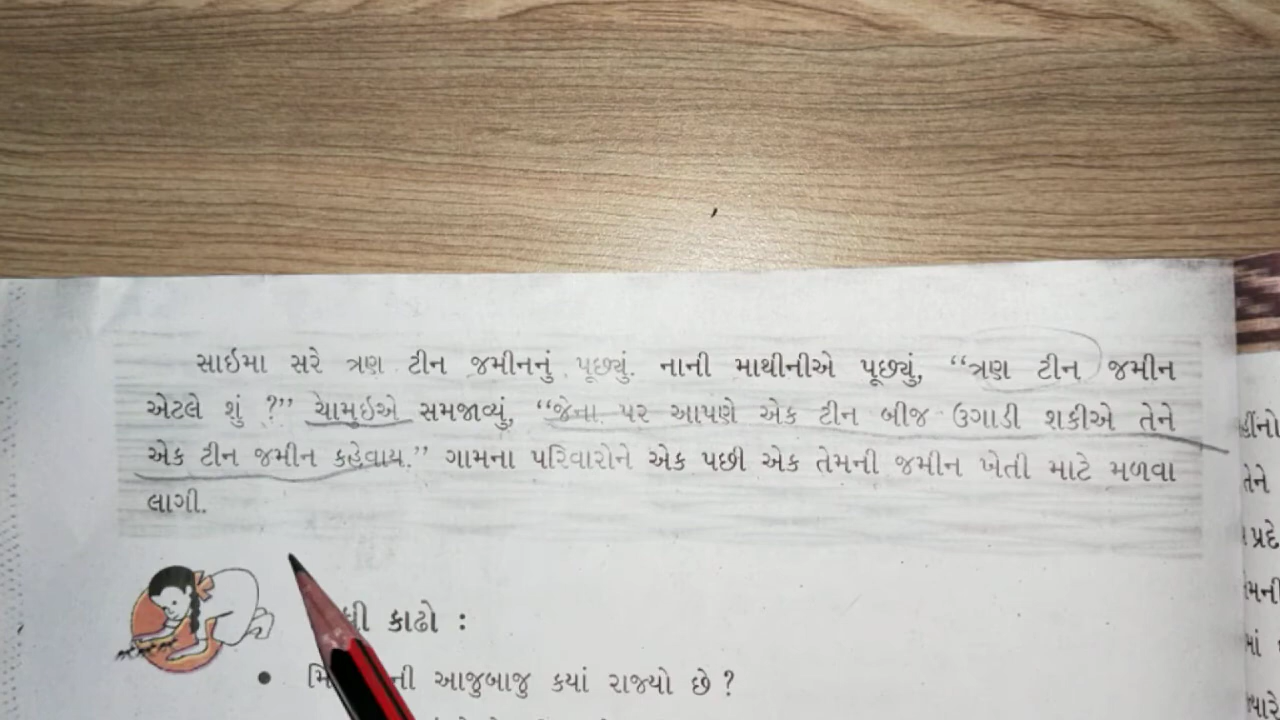 સાઈમા સરે ત્રણ ટીન જમીનનું પૂછ્યું. નાની માથીનીએ પૂછ્યું, “ત્રણ ટીન જમીન
એટલે શું ?” ચામુઇએ સમજાવ્યું, “જેના પર આપણે એક ટીન બીજ ઉગાડી શકીએ તેને
એક ટીન જમીન કહેવાય.” ગામના પરિવારોને એક પછી એક તેમની જમીન ખેતી માટે મળવા
લાગી.
કાઢો :
• આજુબાજુ કયાં રાજ્યો છે ?
તેને